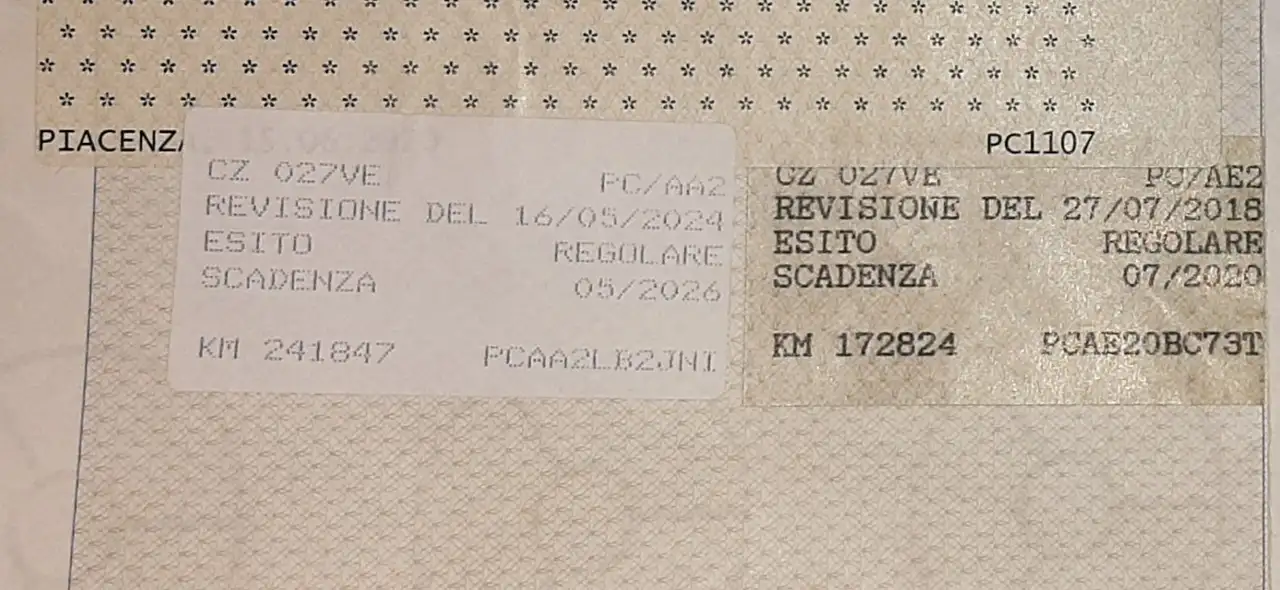 * * * * * * * * * * * * * * * * * * * * * * * * * *
* * * * * * * * * * * * * * * * * * * * * * * * * *
* * * * * * * * * * * * * * * * * * * * * * * * * *
* * * * * * * * * * * * * * * * * * * * * * * * * *
PIACENZA PC1107
CZ 027VE PC/AA2
REVISIONE DEL 16/05/2024
ESITO REGOLARE
SCADENZA 05/2026
KM 241847 PCAA2LB2JNI
CZ 027VE PC/AE2
REVISIONE DEL 27/07/2018
ESITO REGOLARE
SCADENZA 07/2020
KM 172824 PCAE20BC73T